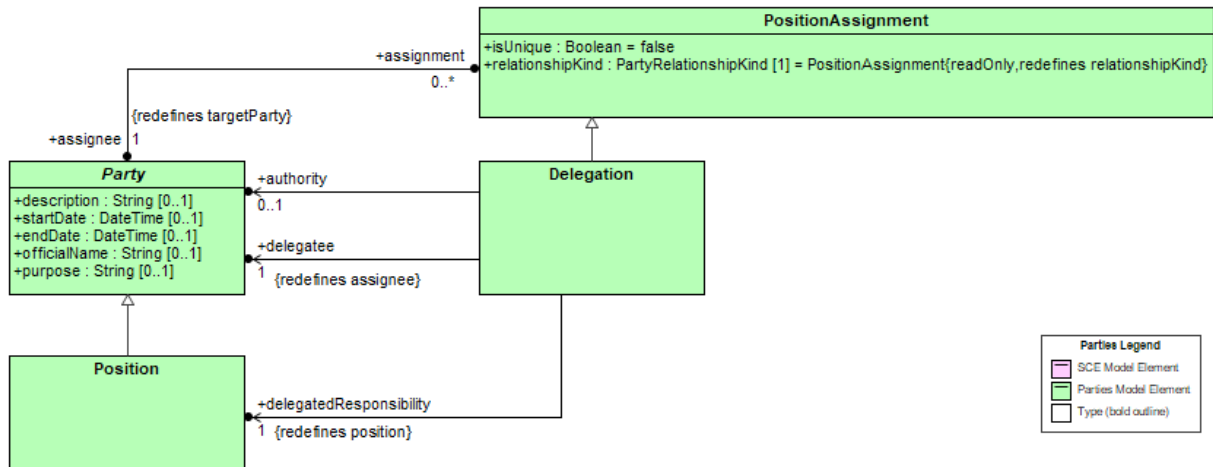 PositionAssignment
+isUnique : Boolean = false
+relationshipKind : PartyRelationshipKind [1] = PositionAssignment{readOnly,redefines relationshipKind}
+assignment
0..*
{redefines targetParty}
+assignee 1
Party
+description : String [0..1]
+startDate : DateTime [0..1]
+endDate : DateTime [0..1]
+officialName : String [0..1]
+purpose : String [0..1]
+authority
0..1
+delegatee
1 {redefines assignee}
Delegation
Position
+delegatedResponsibility
1 {redefines position}
Parties Legend
SCE Model Element
Parties Model Element
Type (bold outline)